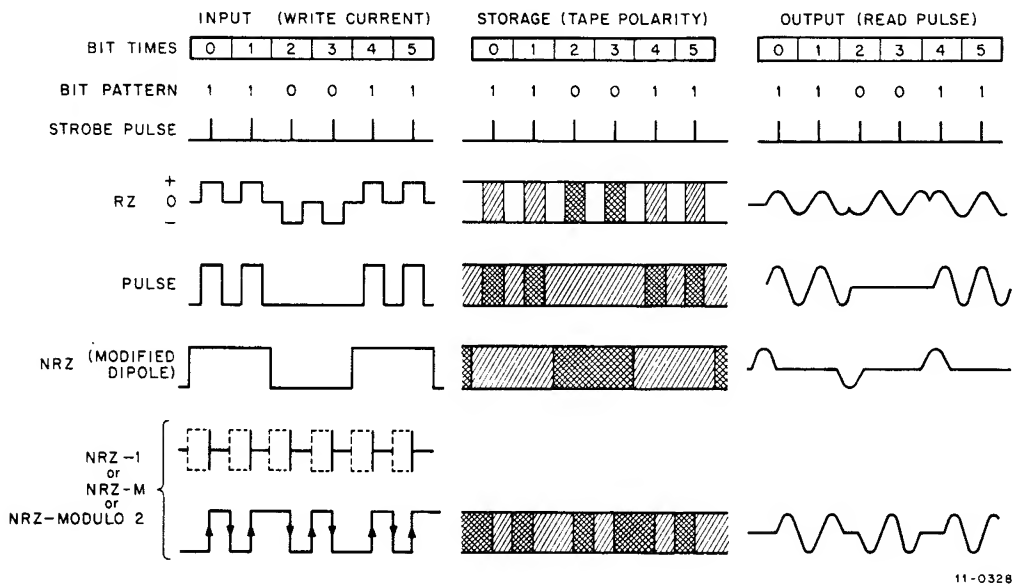 INPUT (WRITE CURRENT) STORAGE (TAPE POLARITY) OUTPUT (READ PULSE)
BIT TIMES 0 1 2 3 4 5 0 1 2 3 4 5 0 1 2 3 4 5
BIT PATTERN 1 1 0 0 1 1 1 1 0 0 1 1 1 1 0 0 1 1
STROBE PULSE
+
RZ 0
–
PULSE
NRZ (MODIFIED
DIPOLE)
NRZ-1
or
NRZ-M
or
NRZ-MODULO 2
11-0328